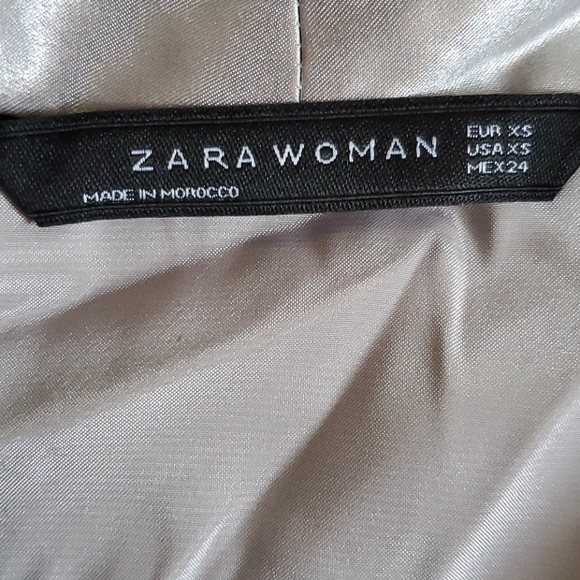 ZARA WOMAN
MADE IN MOROCCO
EUR XS
USA XS
MEX 24